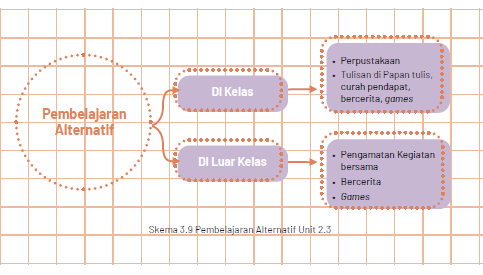 Pembelajaran
Alternatif
DI Kelas
• Perpustakaan
• Tulisan di Papan tulis,
curah pendapat,
bercerita, games
DI Luar Kelas
• Pengamatan Kegiatan
bersama
• Bercerita
• Games
Skema 3.9 Pembelajaran Alternatif Unit 2.3